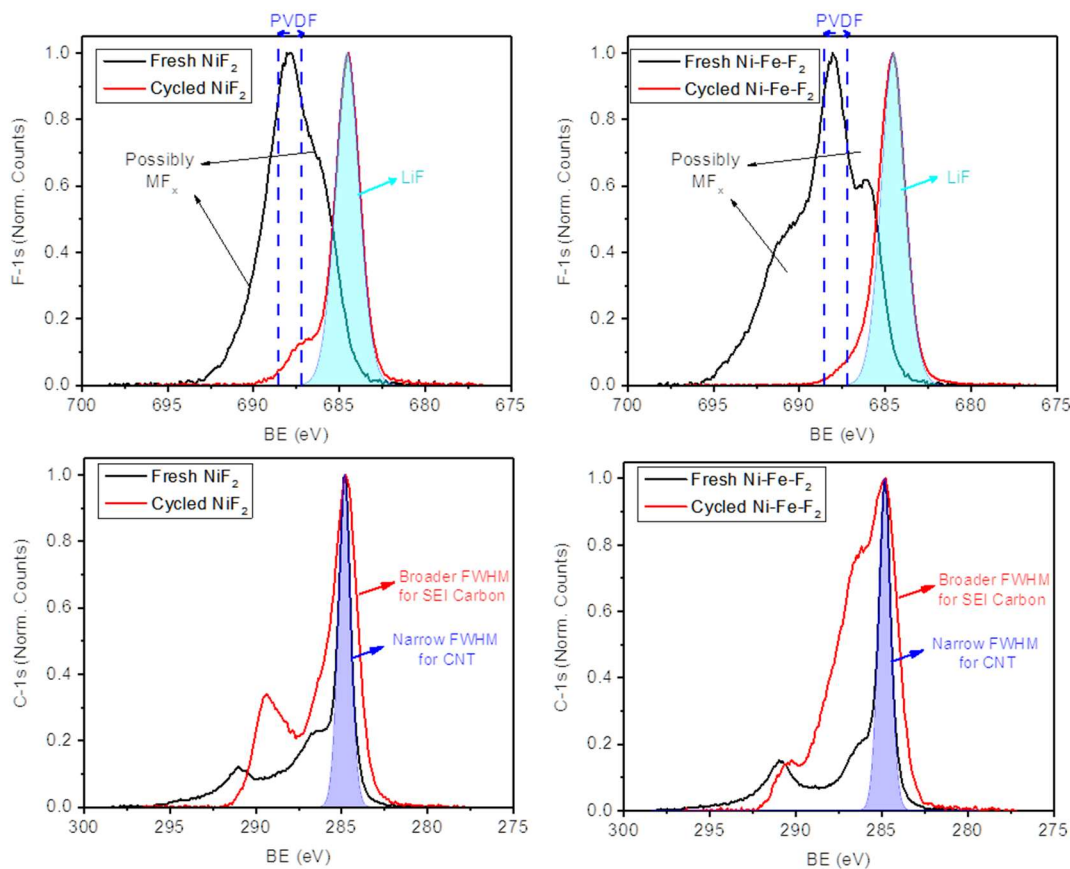 PVDF
Fresh NiF2
Cycled NiF2
Possibly
MFx
LiF
F-1s (Norm. Counts)
1.0
0.8
0.6
0.4
0.2
0.0
700
695
690
685
680
675
BE (eV)
PVDF
Fresh Ni-Fe-F2
Cycled Ni-Fe-F2
Possibly
MFx
LiF
F-1s (Norm. Counts)
1.0
0.8
0.6
0.4
0.2
0.0
700
695
690
685
680
675
BE (eV)
Fresh NiF2
Cycled NiF2
Broader FWHM
for SEI Carbon
Narrow FWHM
for CNT
C-1s (Norm. Counts)
1.0
0.8
0.6
0.4
0.2
0.0
300
295
290
285
280
275
BE (eV)
Fresh Ni-Fe-F2
Cycled Ni-Fe-F2
Broader FWHM
for SEI Carbon
Narrow FWHM
for CNT
C-1s (Norm. Counts)
1.0
0.8
0.6
0.4
0.2
0.0
300
295
290
285
280
275
BE (eV)